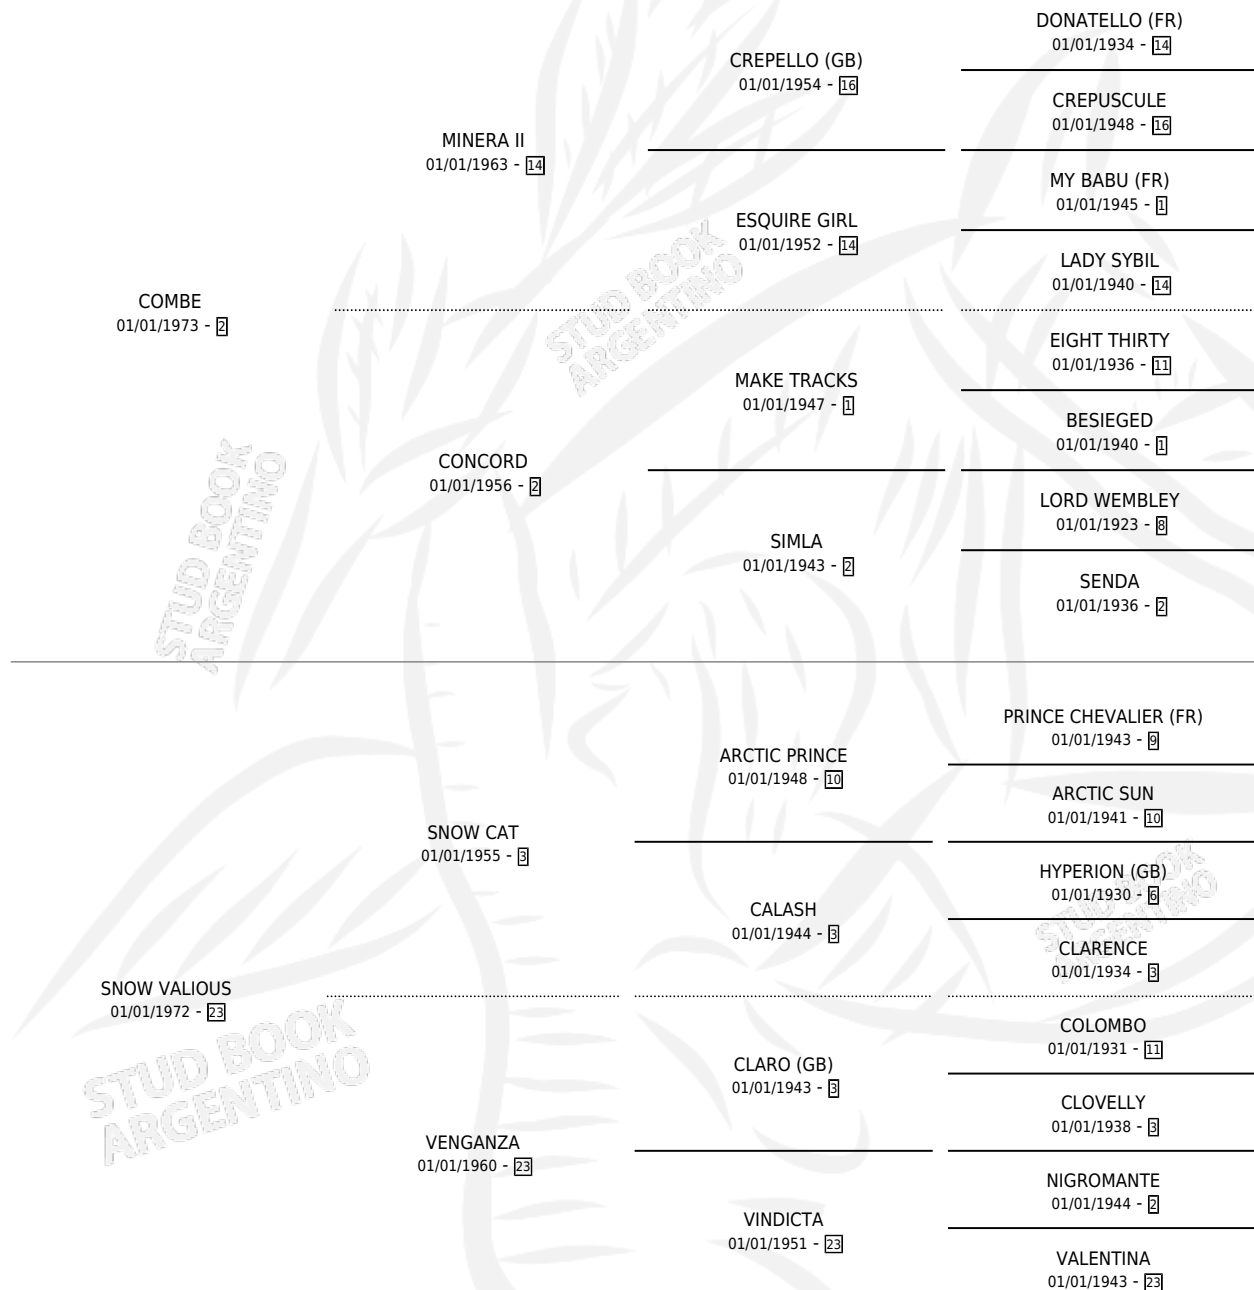 DONATELLO (FR)
01/01/1934 - 14
CREPELLO (GB)
01/01/1954 - 16
CREPUSCULE
01/01/1948 - 16
MINERA II
01/01/1963 - 14
MY BABU (FR)
01/01/1945 - 1
ESQUIRE GIRL
01/01/1952 - 14
LADY SYBIL
01/01/1940 - 14
COMBE
01/01/1973 - 2
EIGHT THIRTY
01/01/1936 - 11
MAKE TRACKS
01/01/1947 - 1
BESIEGED
01/01/1940 - 1
CONCORD
01/01/1956 - 2
LORD WEMBLEY
01/01/1923 - 8
SIMLA
01/01/1943 - 2
SENDA
01/01/1936 - 2
PRINCE CHEVALIER (FR)
01/01/1943 - 9
ARCTIC PRINCE
01/01/1948 - 10
ARCTIC SUN
01/01/1941 - 10
SNOW CAT
01/01/1955 - 3
HYPERION (GB)
01/01/1930 - 6
CALASH
01/01/1944 - 3
CLARENCE
01/01/1934 - 3
SNOW VALIOUS
01/01/1972 - 23
COLOMBO
01/01/1931 - 11
CLARO (GB)
01/01/1943 - 3
CLOVELLY
01/01/1938 - 3
VENGANZA
01/01/1960 - 23
NIGROMANTE
01/01/1944 - 2
VINDICTA
01/01/1951 - 23
VALENTINA
01/01/1943 - 23
STUD BOOK
ARGENTINO
STUD BOOK
ARGENTINO
STUD BOOK
ARGENTINO
STUD BOOK
ARGENTINO